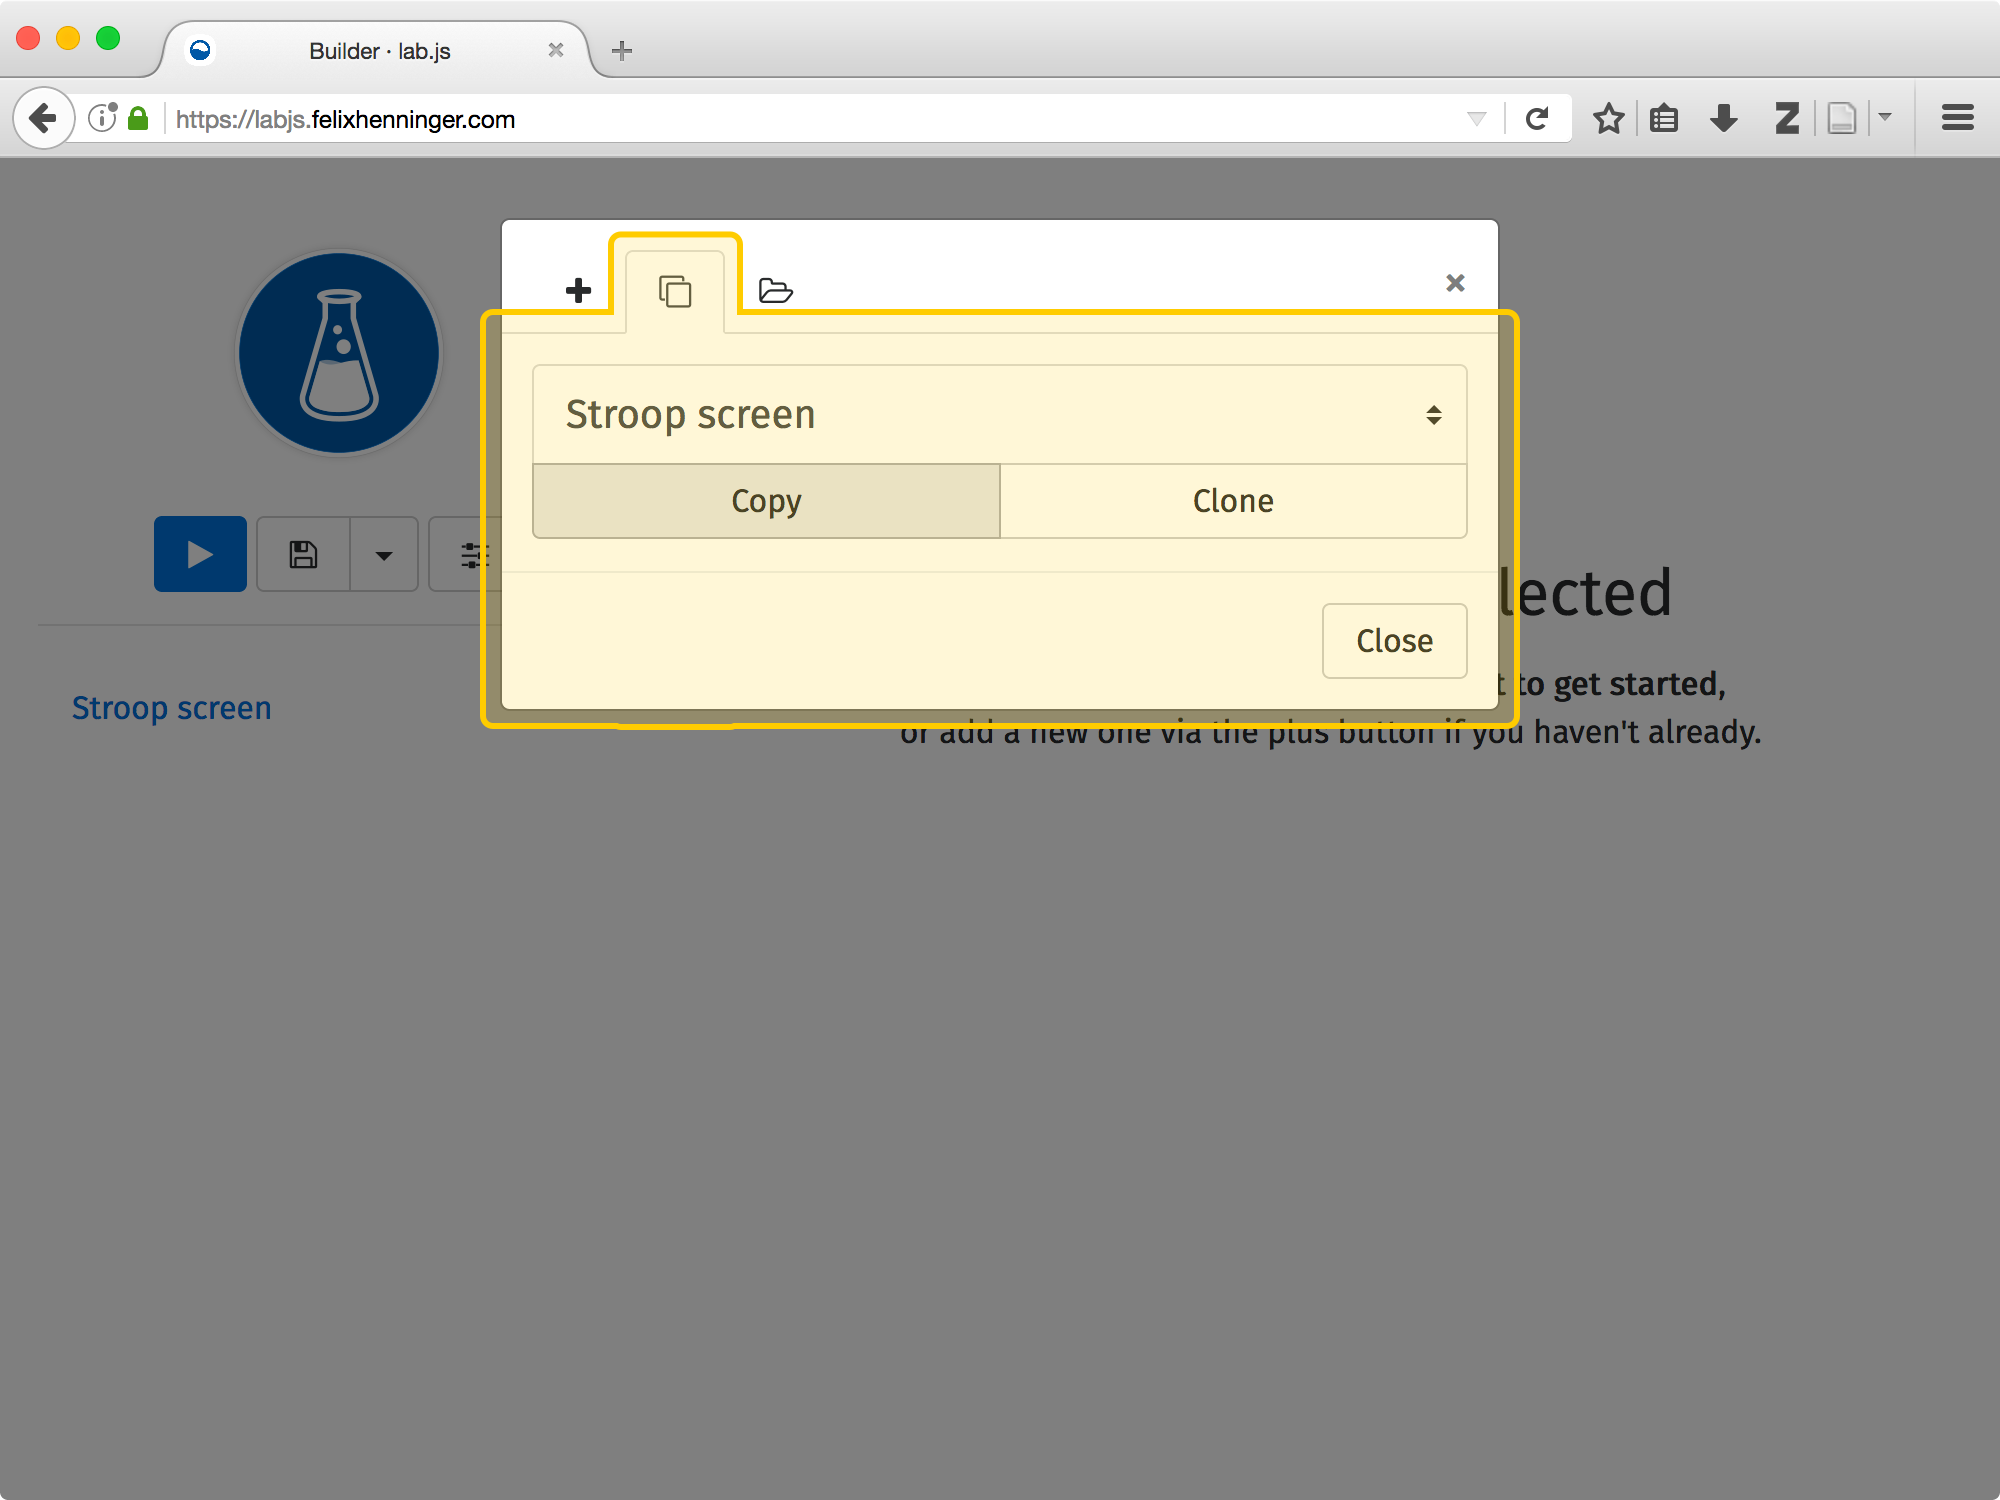 Builder · lab.js
https://labjs.felixhenninger.com
Stroop screen
Copy
Clone
Close
Stroop screen
lected
t to get started,
or add a new one via the plus button if you haven't already.